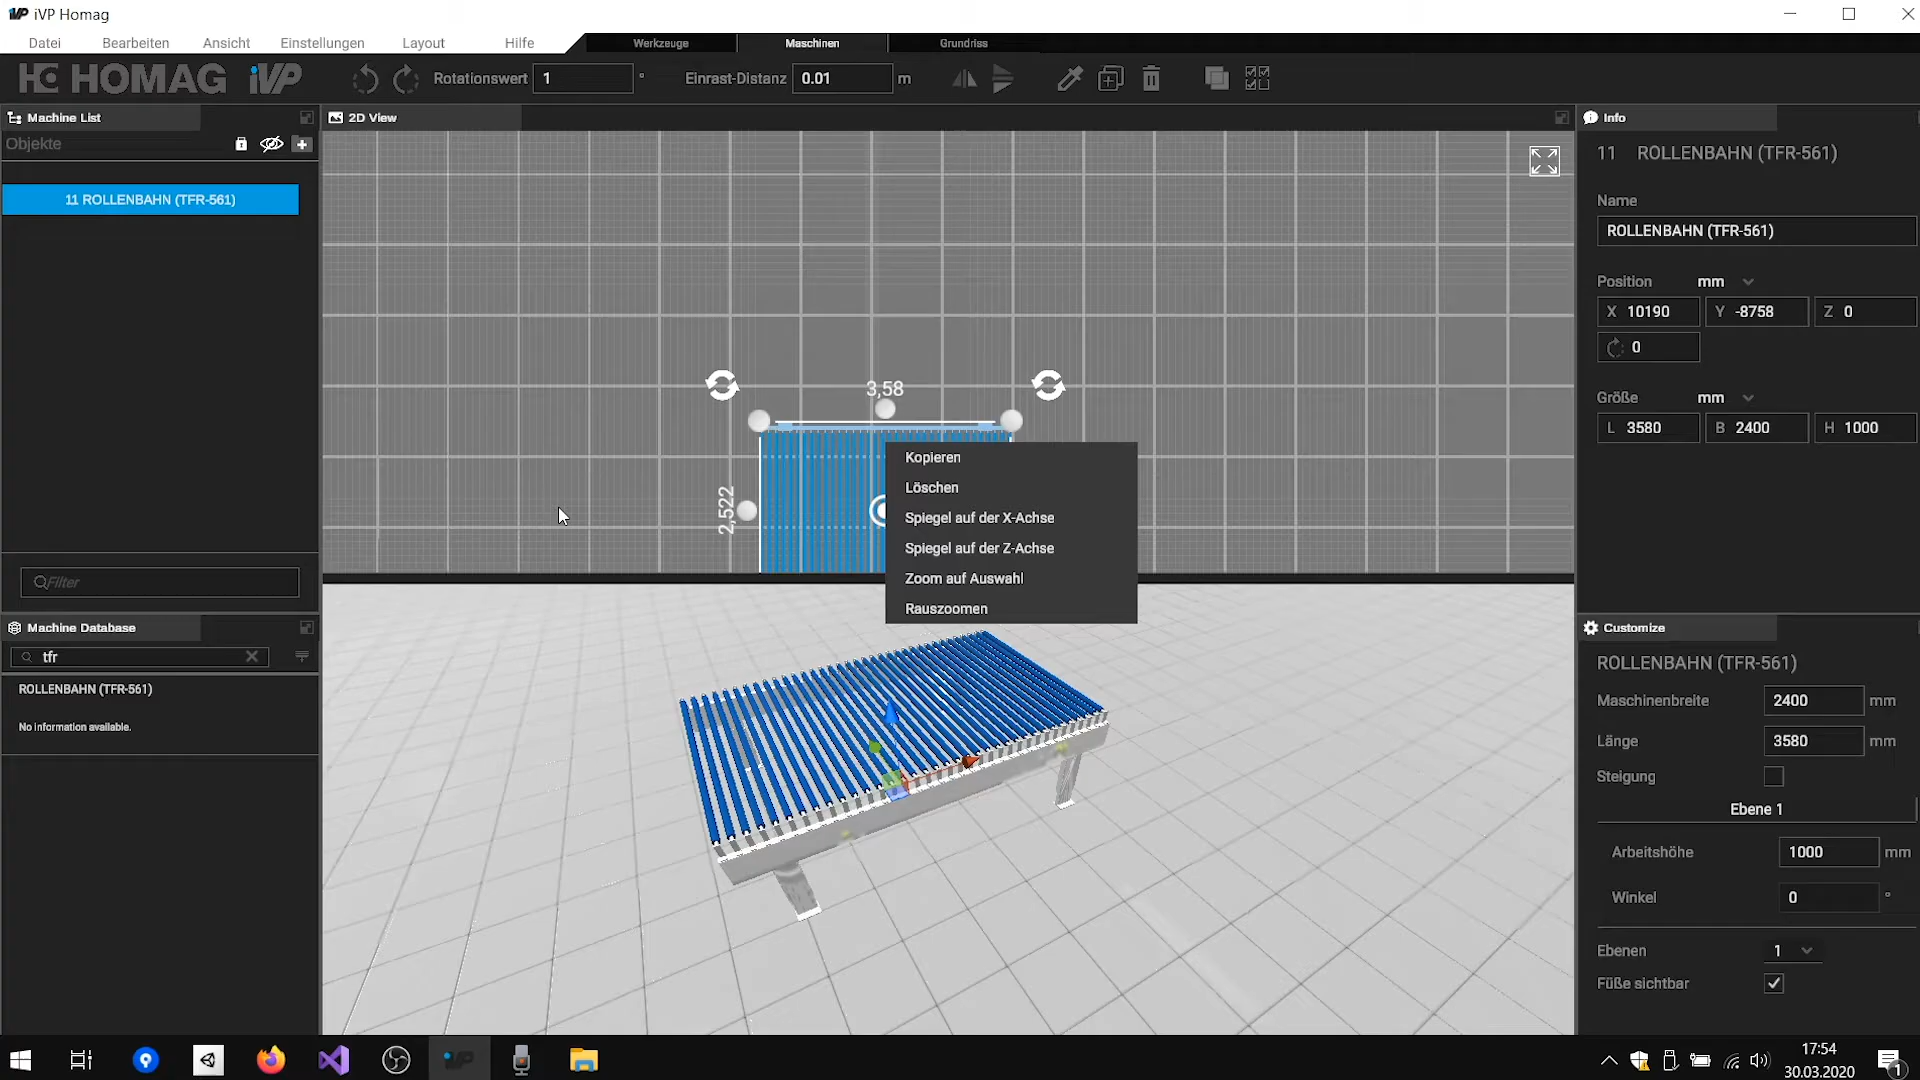 iVP Homag
Datei Bearbeiten Ansicht Einstellungen Layout Hilfe Werkzeuge Maschinen Grundriss
HOMAG iVP Rotationswert 1 ° Einrast-Distanz 0.01 m
Machine List
Objekte
11 ROLLENBAHN (TFR-561)
Filter
Machine Database
tfr
ROLLENBAHN (TFR-561)
No information available.
2D View
3,58
2,522
Kopieren
Löschen
Spiegel auf der X-Achse
Spiegel auf der Z-Achse
Zoom auf Auswahl
Rauszoomen
Info
11 ROLLENBAHN (TFR-561)
Name
ROLLENBAHN (TFR-561)
Position mm
X 10190 Y -8758 Z 0
0
Größe mm
L 3580 B 2400 H 1000
Customize
ROLLENBAHN (TFR-561)
Maschinenbreite 2400 mm
Länge 3580 mm
Steigung
Ebene 1
Arbeitshöhe 1000 mm
Winkel 0 °
Ebenen 1
Füße sichtbar
iVP
17:54
30.03.2020
1